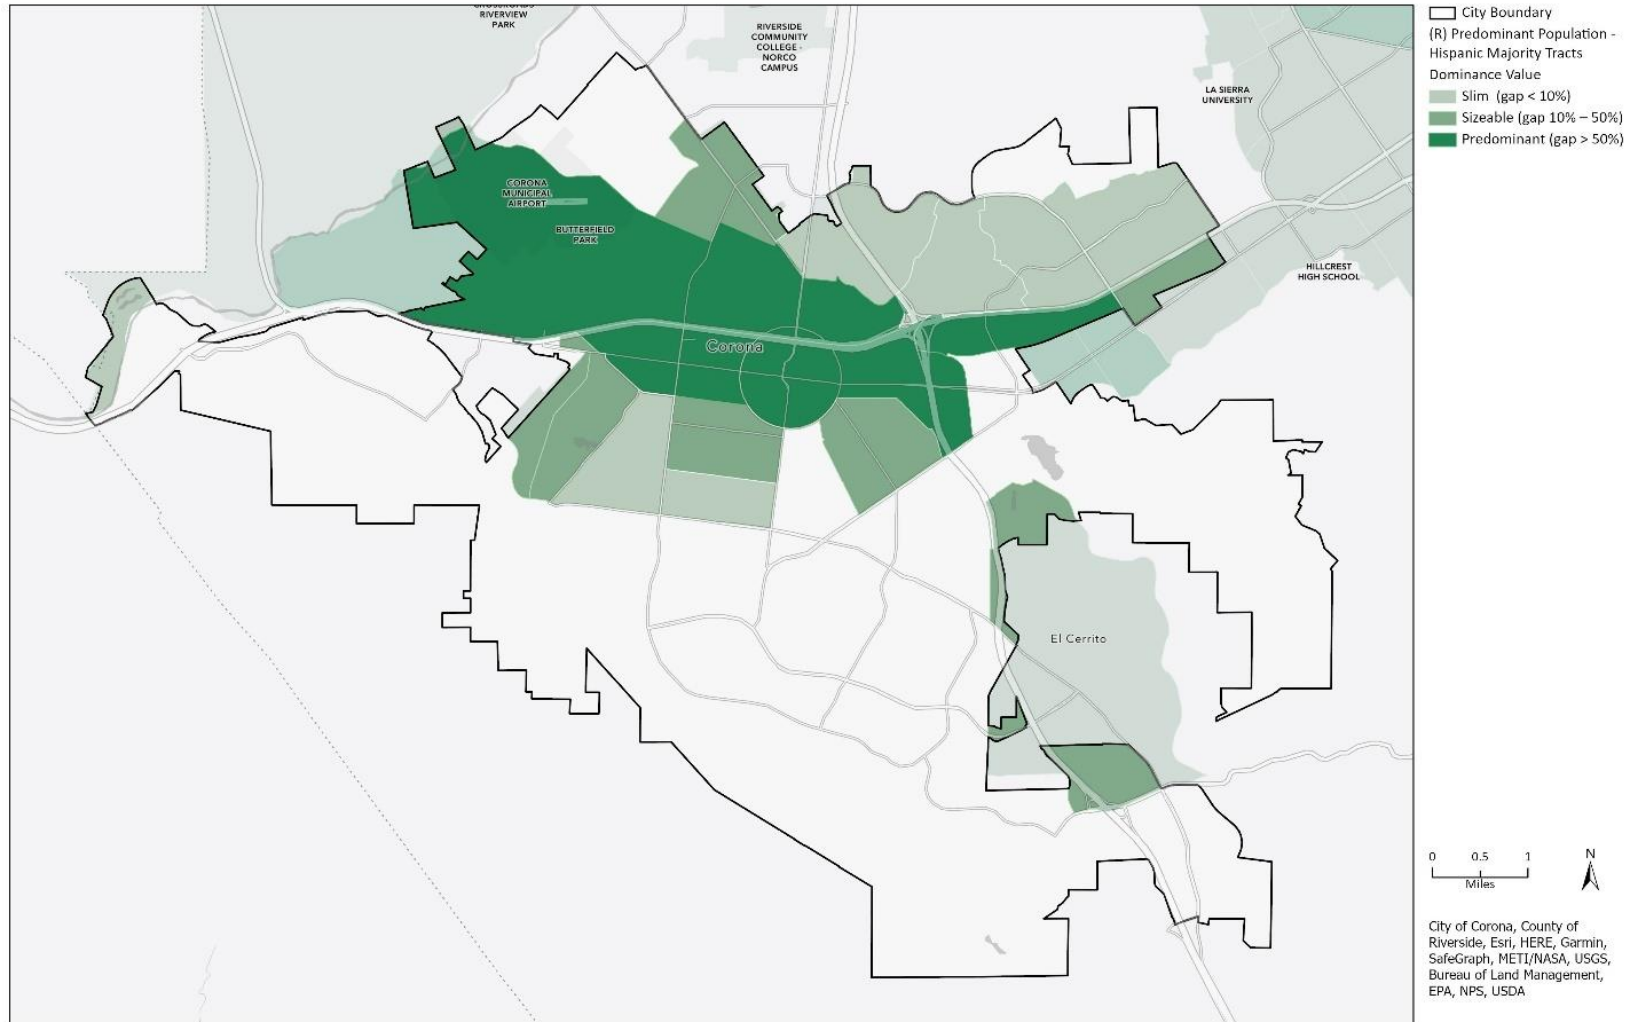 CROSSROADS
RIVERVIEW
PARK
RIVERSIDE
COMMUNITY
COLLEGE -
NORCO
CAMPUS
LA SIERRA
UNIVERSITY
CORONA
MUNICIPAL
AIRPORT
BUTTERFIELD
PARK
HILLCREST
HIGH SCHOOL
Corona
El Cerrito
City Boundary
(R) Predominant Population -
Hispanic Majority Tracts
Dominance Value
Slim (gap < 10%)
Sizeable (gap 10% – 50%)
Predominant (gap > 50%)
0 0.5 1
Miles
N
City of Corona, County of
Riverside, Esri, HERE, Garmin,
SafeGraph, METI/NASA, USGS,
Bureau of Land Management,
EPA, NPS, USDA